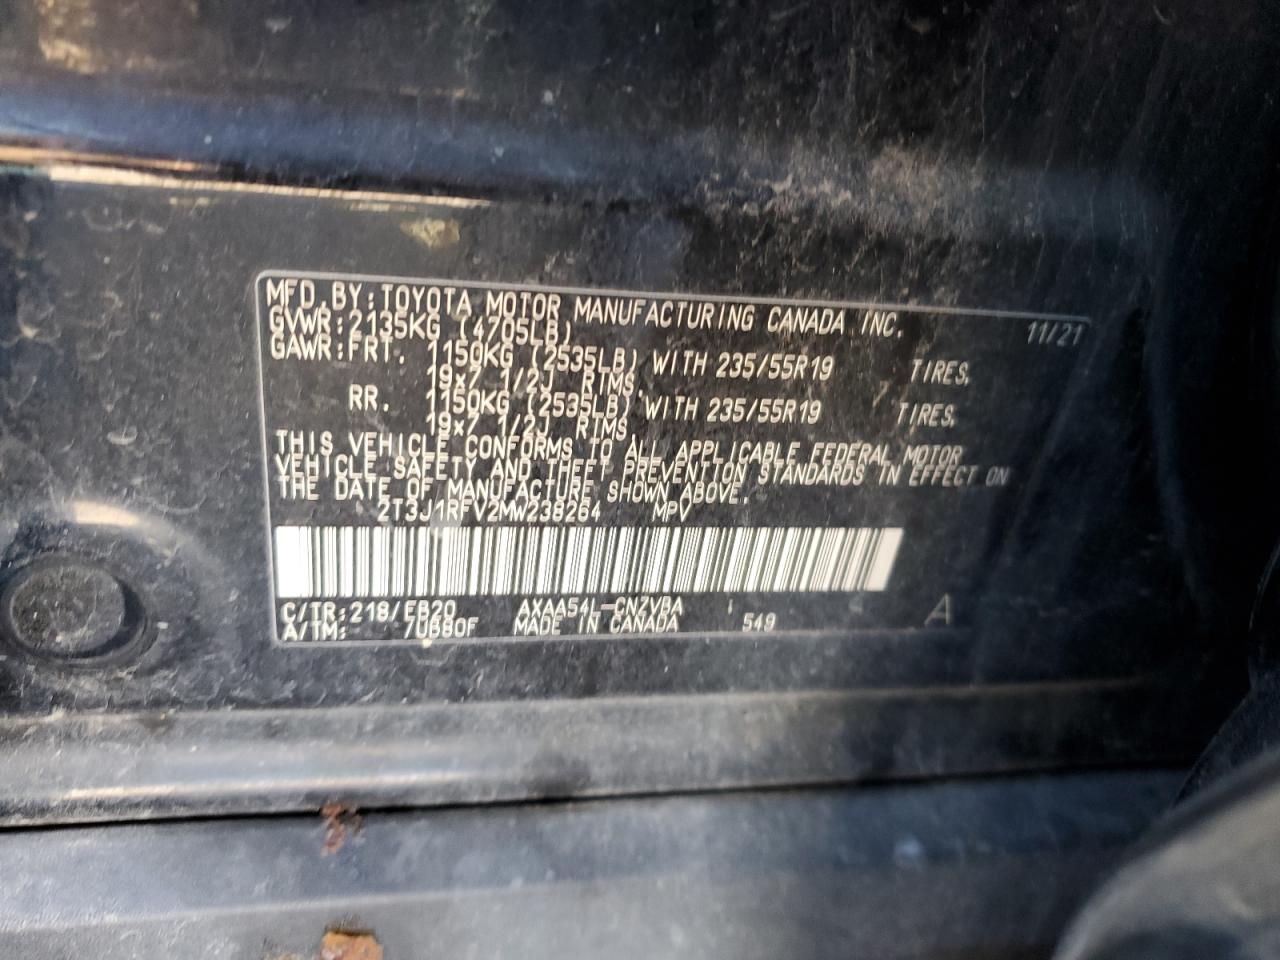 MFD.BY:TOYOTA MOTOR MANUFACTURING CANADA INC. 11/21
GVWR:2135KG (4705LB)
GAWR:FRT. 1150KG (2535LB) WITH 235/55R19 TIRES,
19x7 1/2J RIMS,
RR. 1150KG (2535LB) WITH 235/55R19 TIRES,
19x7 1/2J RIMS,
THIS VEHICLE CONFORMS TO ALL APPLICABLE FEDERAL MOTOR
VEHICLE SAFETY AND THEFT PREVENTION STANDARDS IN EFFECT ON
THE DATE OF MANUFACTURE SHOWN ABOVE.
2T3J1RFV2MW238264 MPV
C/TR:218/EB20 AXAA54L-CNZVBA A
A/TM: /UB80F MADE IN CANADA 549